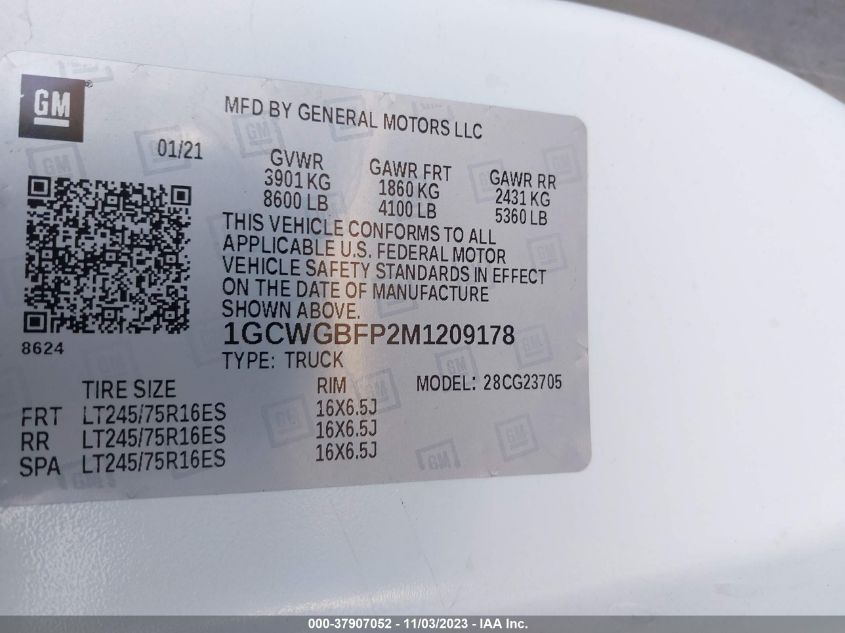 GM
MFD BY GENERAL MOTORS LLC
01/21
GVWR GAWR FRT GAWR RR
3901 KG 1860 KG 2431 KG
8600 LB 4100 LB 5360 LB
THIS VEHICLE CONFORMS TO ALL
APPLICABLE U.S. FEDERAL MOTOR
VEHICLE SAFETY STANDARDS IN EFFECT
ON THE DATE OF MANUFACTURE
SHOWN ABOVE.
8624
1GCWGBFP2M1209178
TYPE: TRUCK MODEL: 28CG23705
TIRE SIZE RIM
FRT LT245/75R16ES 16X6.5J
RR LT245/75R16ES 16X6.5J
SPA LT245/75R16ES 16X6.5J
000-37907052 - 11/03/2023 - IAA Inc.